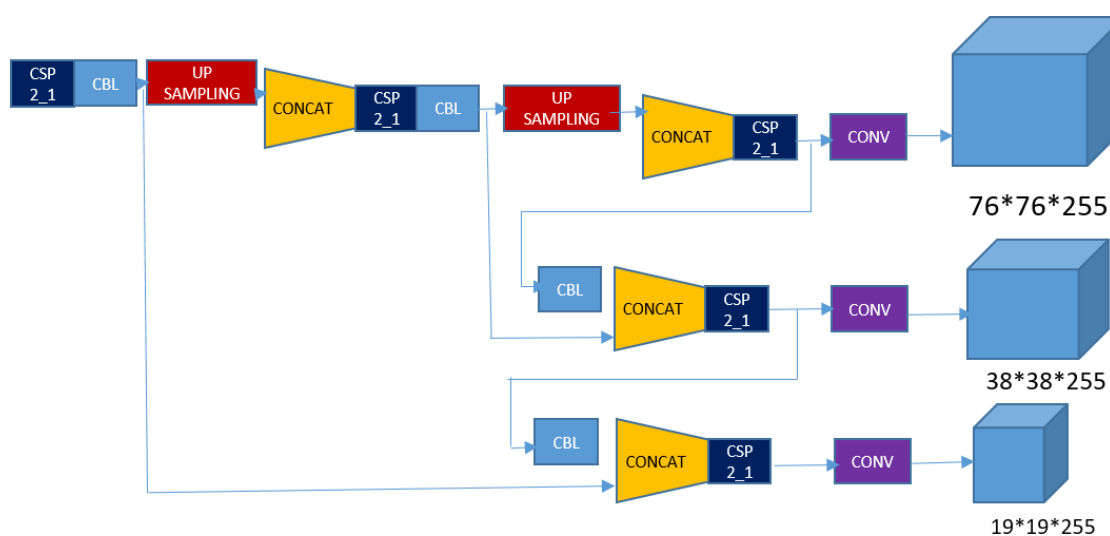 CSP
2_1
CBL
UP
SAMPLING
CONCAT
CSP
2_1
CBL
UP
SAMPLING
CONCAT
CSP
2_1
CONV
76*76*255
CBL
CONCAT
CSP
2_1
CONV
38*38*255
CBL
CONCAT
CSP
2_1
CONV
19*19*255